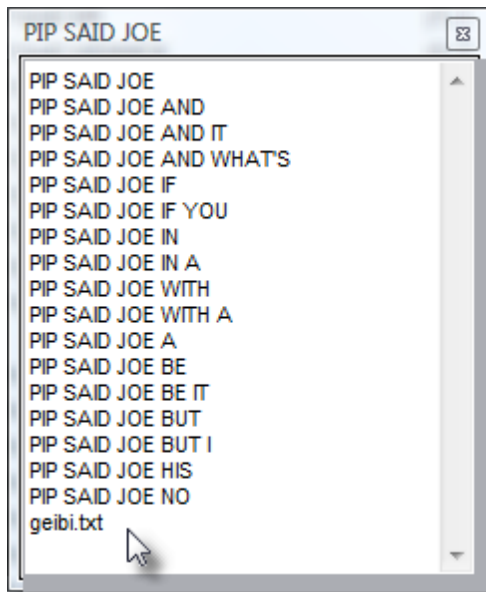 PIP SAID JOE
PIP SAID JOE
PIP SAID JOE AND
PIP SAID JOE AND IT
PIP SAID JOE AND WHAT'S
PIP SAID JOE IF
PIP SAID JOE IF YOU
PIP SAID JOE IN
PIP SAID JOE IN A
PIP SAID JOE WITH
PIP SAID JOE WITH A
PIP SAID JOE A
PIP SAID JOE BE
PIP SAID JOE BE IT
PIP SAID JOE BUT
PIP SAID JOE BUT I
PIP SAID JOE HIS
PIP SAID JOE NO
geibi.txt